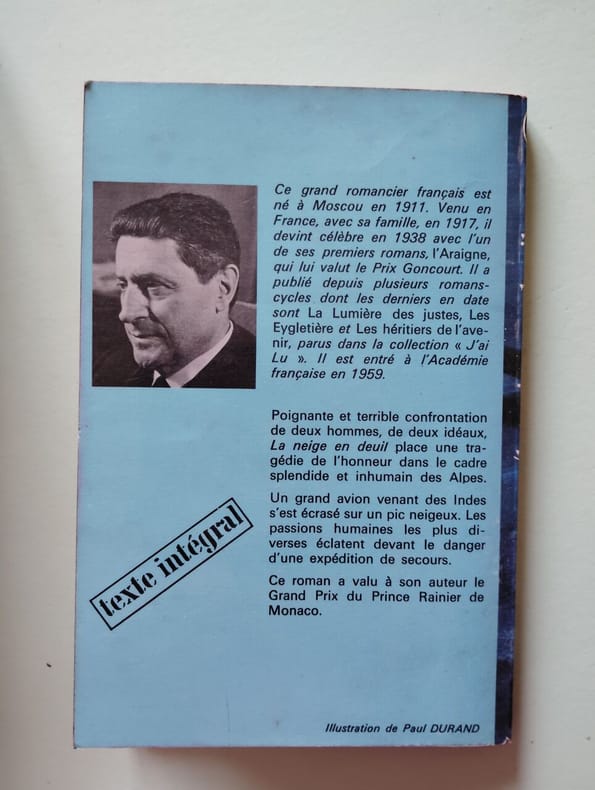 Ce grand romancier français est
né à Moscou en 1911. Venu en
France, avec sa famille, en 1917, il
devint célèbre en 1938 avec l'un
de ses premiers romans, l'Araigne,
qui lui valut le Prix Goncourt. Il a
publié depuis plusieurs romans-
cycles dont les derniers en date
sont La Lumière des justes, Les
Eygletière et Les héritiers de l'ave-
nir, parus dans la collection « J'ai
Lu ». Il est entré à l'Académie
française en 1959.
Poignante et terrible confrontation
de deux hommes, de deux idéaux,
La neige en deuil place une tra-
gédie de l'honneur dans le cadre
splendide et inhumain des Alpes.
Un grand avion venant des Indes
s'est écrasé sur un pic neigeux. Les
passions humaines les plus di-
verses éclatent devant le danger
d'une expédition de secours.
Ce roman a valu à son auteur le
Grand Prix du Prince Rainier de
Monaco.
texte intégral
Illustration de Paul DURAND